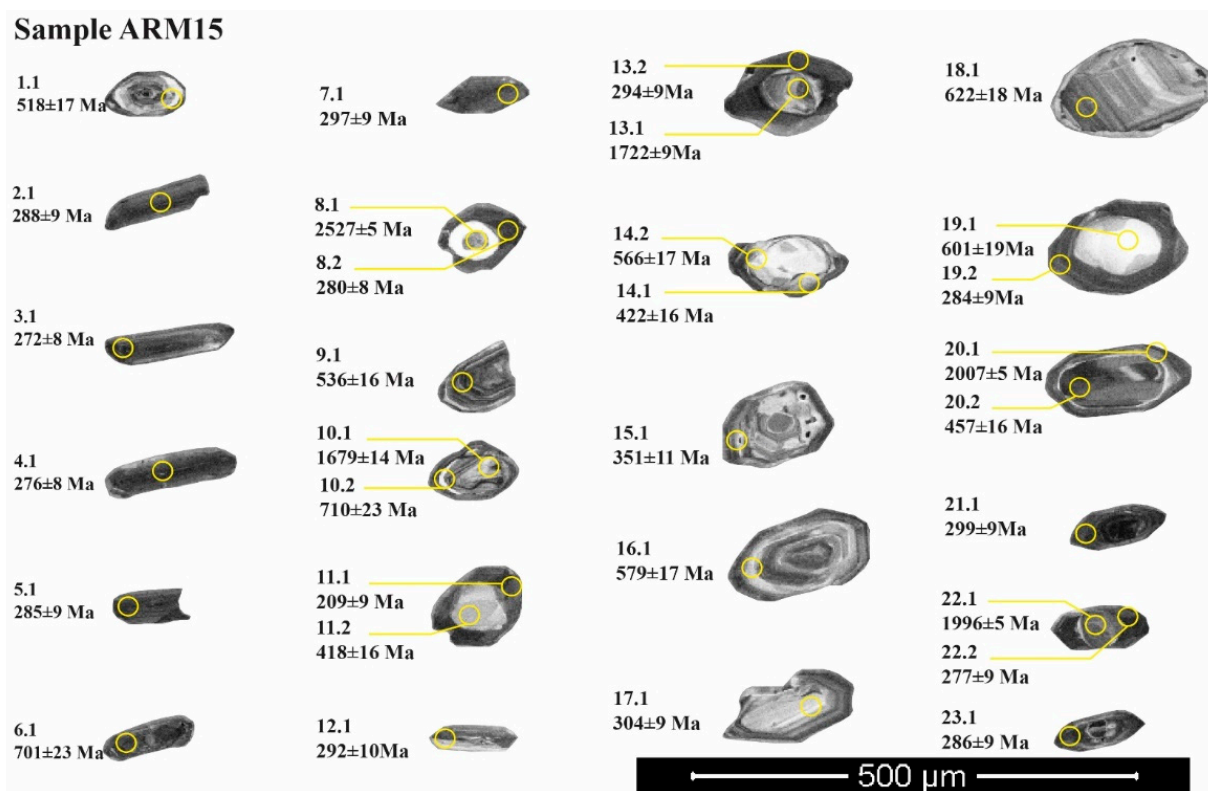 Sample ARM15
1.1
518±17 Ma
2.1
288±9 Ma
3.1
272±8 Ma
4.1
276±8 Ma
5.1
285±9 Ma
6.1
701±23 Ma
7.1
297±9 Ma
8.1
2527±5 Ma
8.2
280±8 Ma
9.1
536±16 Ma
10.1
1679±14 Ma
10.2
710±23 Ma
11.1
209±9 Ma
11.2
418±16 Ma
12.1
292±10Ma
13.2
294±9Ma
13.1
1722±9Ma
14.2
566±17 Ma
14.1
422±16 Ma
15.1
351±11 Ma
16.1
579±17 Ma
17.1
304±9 Ma
18.1
622±18 Ma
19.1
601±19Ma
19.2
284±9Ma
20.1
2007±5 Ma
20.2
457±16 Ma
21.1
299±9Ma
22.1
1996±5 Ma
22.2
277±9 Ma
23.1
286±9 Ma
500 µm